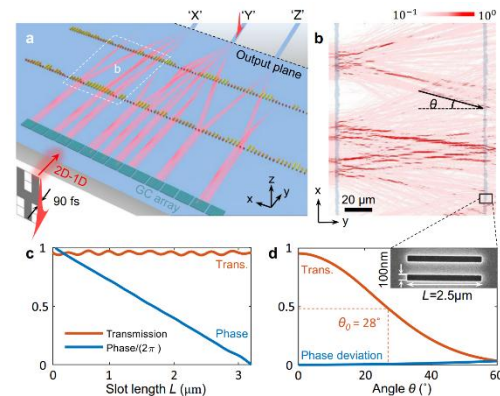 'X'
'Y'
'Z'
a
b
Output plane
2D-1D
90 fs
GC array
z
y
x
b
10⁻¹
10⁰
θ
20 μm
x
y
c
1
0.5
0
Trans.
Phase
Transmission
Phase/(2π)
0
1
2
3
Slot length L (μm)
d
1
0.5
0
Trans.
θ₀ = 28°
Phase deviation
0
20
40
60
Angle θ (°)
100nm
L=2.5μm